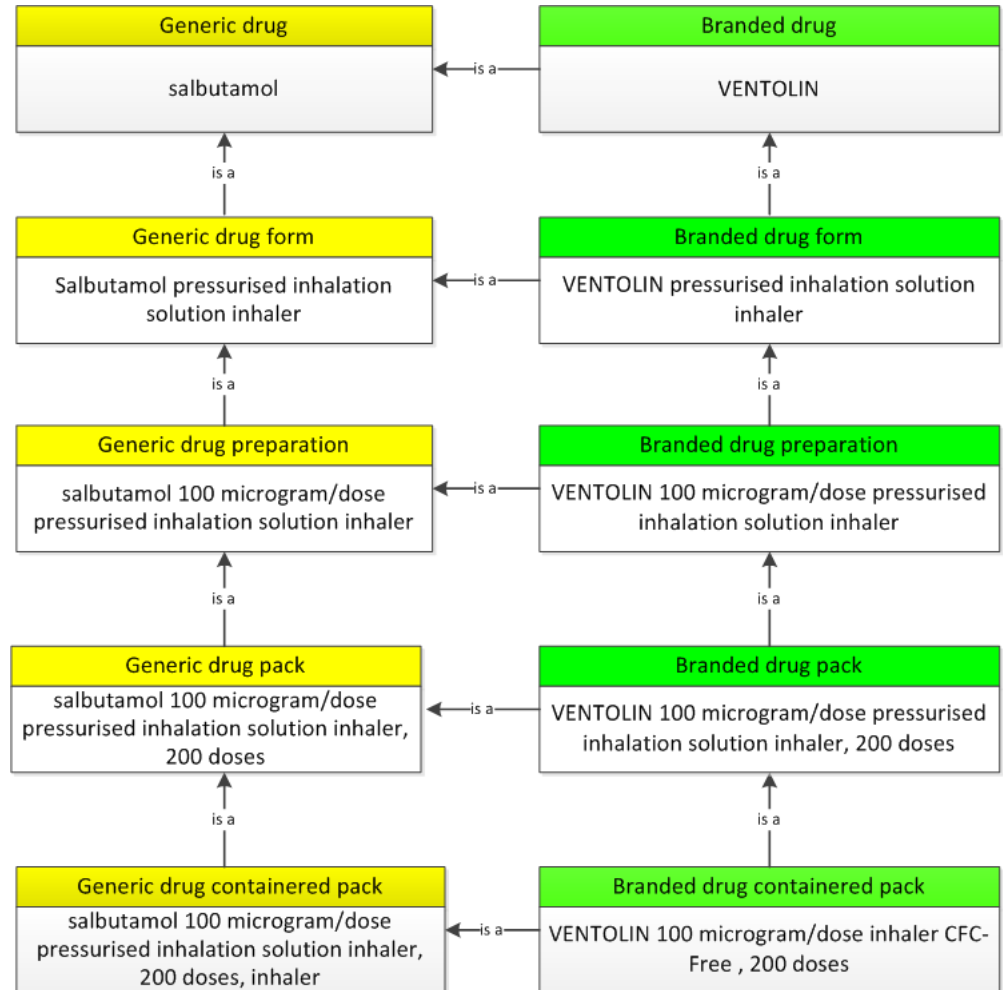 Generic drug
salbutamol
is a
Branded drug
VENTOLIN
is a
is a
Generic drug form
Salbutamol pressurised inhalation
solution inhaler
is a
Branded drug form
VENTOLIN pressurised inhalation solution
inhaler
is a
is a
Generic drug preparation
salbutamol 100 microgram/dose
pressurised inhalation solution inhaler
is a
Branded drug preparation
VENTOLIN 100 microgram/dose pressurised
inhalation solution inhaler
is a
is a
Generic drug pack
salbutamol 100 microgram/dose
pressurised inhalation solution inhaler,
200 doses
is a
Branded drug pack
VENTOLIN 100 microgram/dose pressurised
inhalation solution inhaler, 200 doses
is a
is a
Generic drug containered pack
salbutamol 100 microgram/dose
pressurised inhalation solution inhaler,
200 doses, inhaler
is a
Branded drug containered pack
VENTOLIN 100 microgram/dose inhaler CFC-
Free , 200 doses